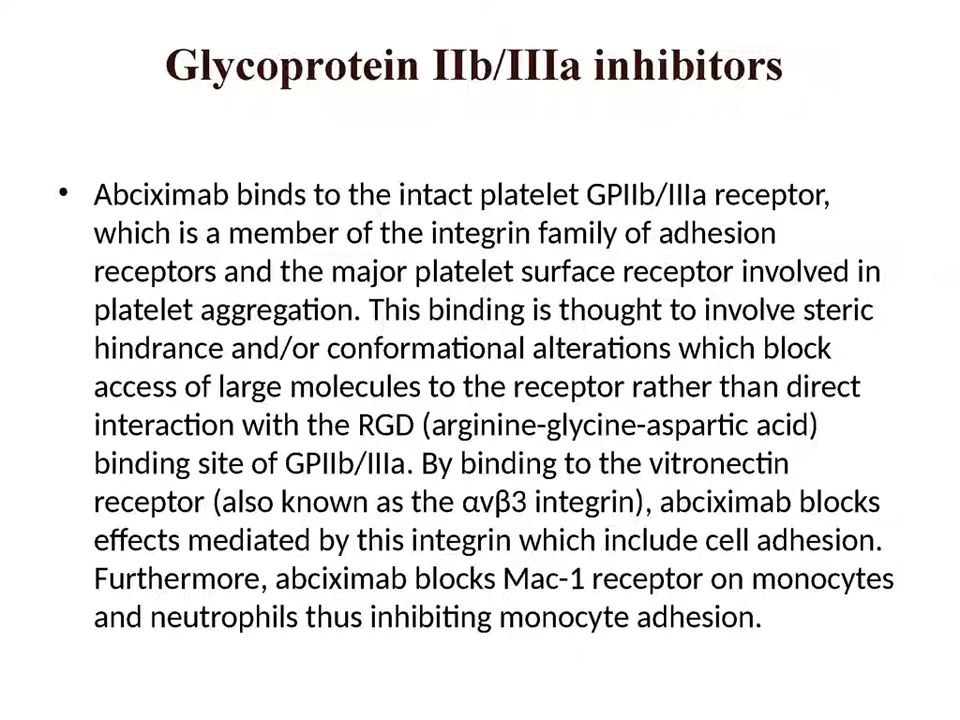 Glycoprotein IIb/IIIa inhibitors
• Abciximab binds to the intact platelet GPIIb/IIIa receptor,
which is a member of the integrin family of adhesion
receptors and the major platelet surface receptor involved in
platelet aggregation. This binding is thought to involve steric
hindrance and/or conformational alterations which block
access of large molecules to the receptor rather than direct
interaction with the RGD (arginine-glycine-aspartic acid)
binding site of GPIIb/IIIa. By binding to the vitronectin
receptor (also known as the αvβ3 integrin), abciximab blocks
effects mediated by this integrin which include cell adhesion.
Furthermore, abciximab blocks Mac-1 receptor on monocytes
and neutrophils thus inhibiting monocyte adhesion.